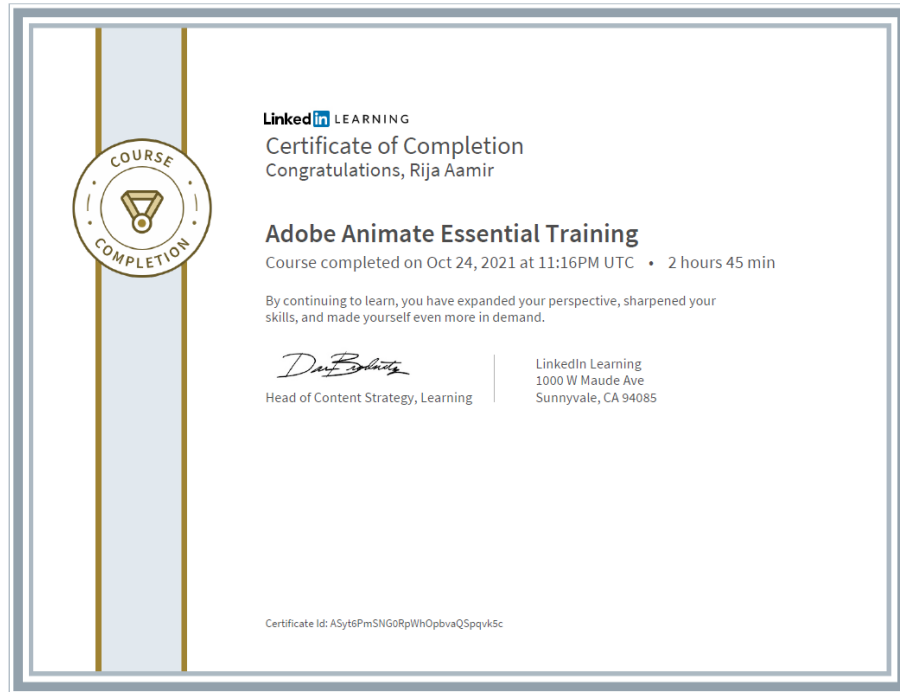 COURSE
COMPLETION
Linked in LEARNING
Certificate of Completion
Congratulations, Rija Aamir
Adobe Animate Essential Training
Course completed on Oct 24, 2021 at 11:16PM UTC • 2 hours 45 min
By continuing to learn, you have expanded your perspective, sharpened your
skills, and made yourself even more in demand.
Head of Content Strategy, Learning
LinkedIn Learning
1000 W Maude Ave
Sunnyvale, CA 94085
Certificate Id: ASyt6PmSNG0RpWhOpbvaQSpqvk5c